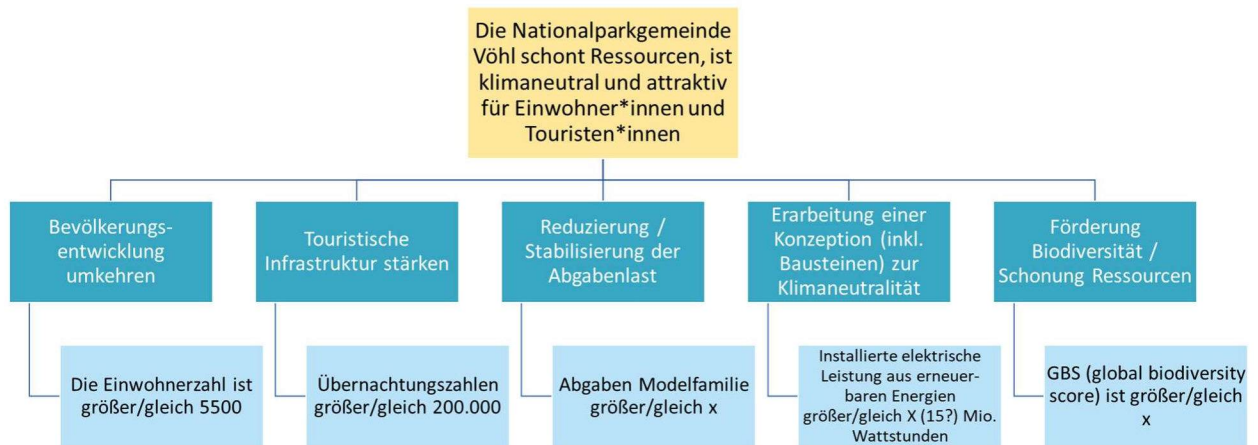 Die Nationalparkgemeinde
Vöhl schont Ressourcen, ist
klimaneutral und attraktiv
für Einwohner*innen und
Touristen*innen
Bevölkerungs-
entwicklung
umkehren
Touristische
Infrastruktur stärken
Reduzierung /
Stabilisierung der
Abgabenlast
Erarbeitung einer
Konzeption (inkl.
Bausteinen) zur
Klimaneutralität
Förderung
Biodiversität /
Schonung Ressourcen
Die Einwohnerzahl ist
größer/gleich 5500
Übernachtungszahlen
größer/gleich 200.000
Abgaben Modelfamilie
größer/gleich x
Installierte elektrische
Leistung aus erneuer-
baren Energien
größer/gleich X (15?) Mio.
Wattstunden
GBS (global biodiversity
score) ist größer/gleich
x